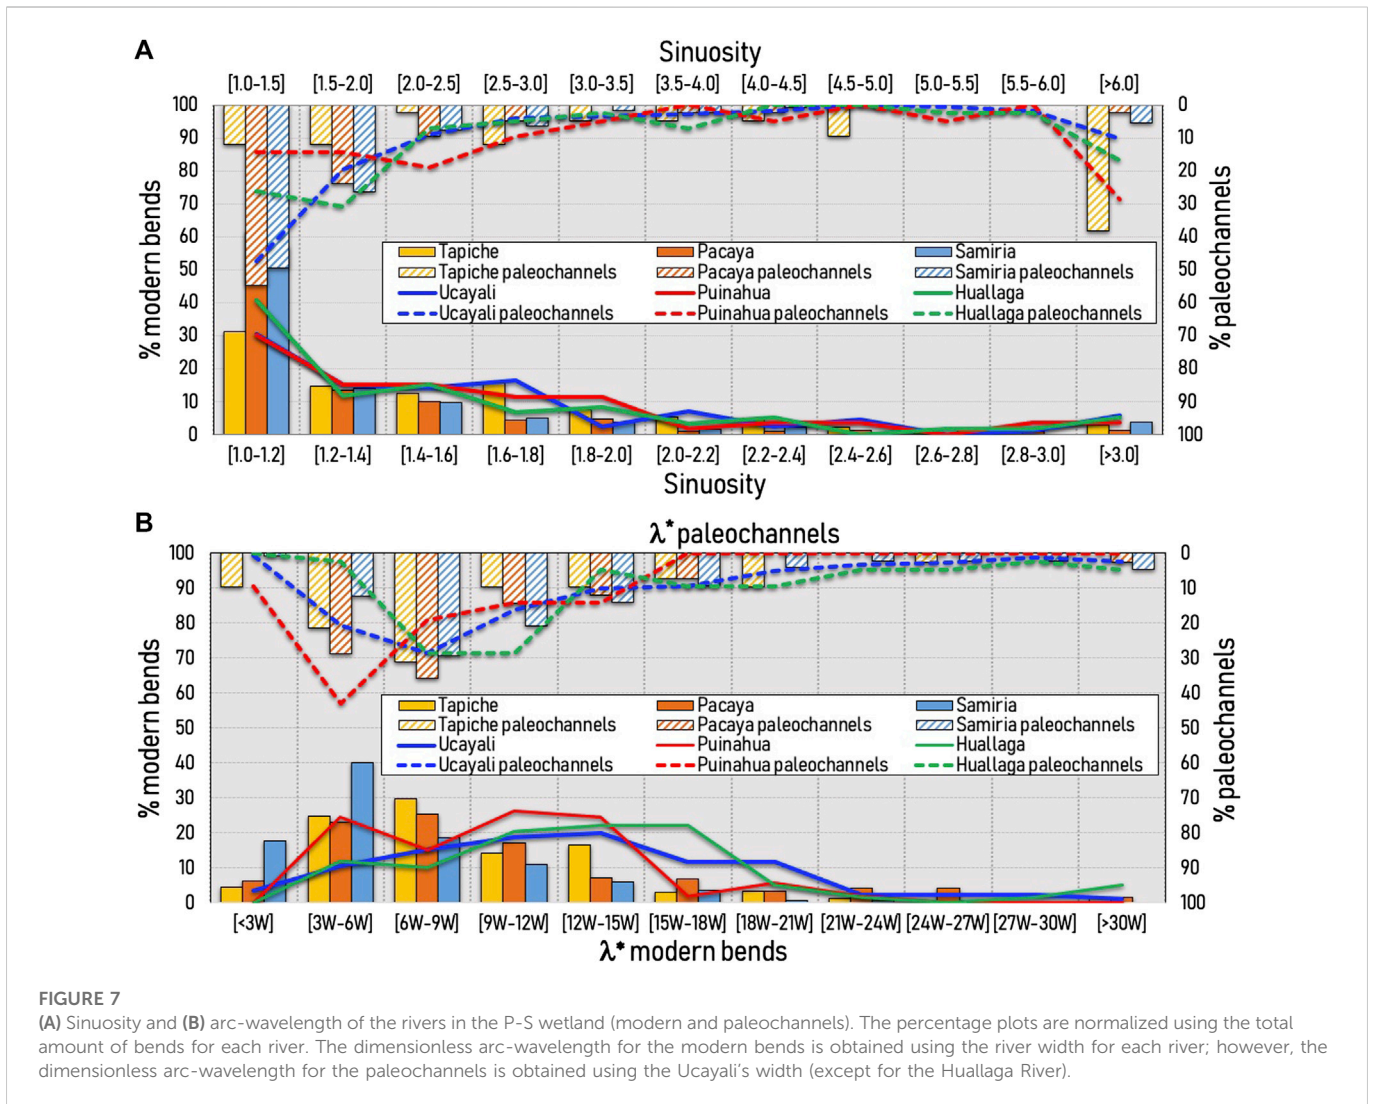 A
Sinuosity
[1.0–1.5] [1.5–2.0] [2.0–2.5] [2.5–3.0] [3.0–3.5] [3.5–4.0] [4.0–4.5] [4.5–5.0] [5.0–5.5] [5.5–6.0] [>6.0]
100 0
90 10
80 20
70 30
60 40
50 50
40 60
30 70
20 80
10 90
0 100
% modern bends
% paleochannels
Tapiche Pacaya Samiria
Tapiche paleochannels Pacaya paleochannels Samiria paleochannels
Ucayali Puinahua Huallaga
Ucayali paleochannels Puinahua paleochannels Huallaga paleochannels
[1.0–1.2] [1.2–1.4] [1.4–1.6] [1.6–1.8] [1.8–2.0] [2.0–2.2] [2.2–2.4] [2.4–2.6] [2.6–2.8] [2.8–3.0] [>3.0]
Sinuosity
B
λ* paleochannels
100 0
90 10
80 20
70 30
60 40
50 50
40 60
30 70
20 80
10 90
0 100
% modern bends
% paleochannels
Tapiche Pacaya Samiria
Tapiche paleochannels Pacaya paleochannels Samiria paleochannels
Ucayali Puinahua Huallaga
Ucayali paleochannels Puinahua paleochannels Huallaga paleochannels
[<3W] [3W–6W] [6W–9W] [9W–12W] [12W–15W] [15W–18W] [18W–21W] [21W–24W] [24W–27W] [27W–30W] [>30W]
λ* modern bends
FIGURE 7
(A) Sinuosity and (B) arc-wavelength of the rivers in the P-S wetland (modern and paleochannels). The percentage plots are normalized using the total
amount of bends for each river. The dimensionless arc-wavelength for the modern bends is obtained using the river width for each river; however, the
dimensionless arc-wavelength for the paleochannels is obtained using the Ucayali's width (except for the Huallaga River).